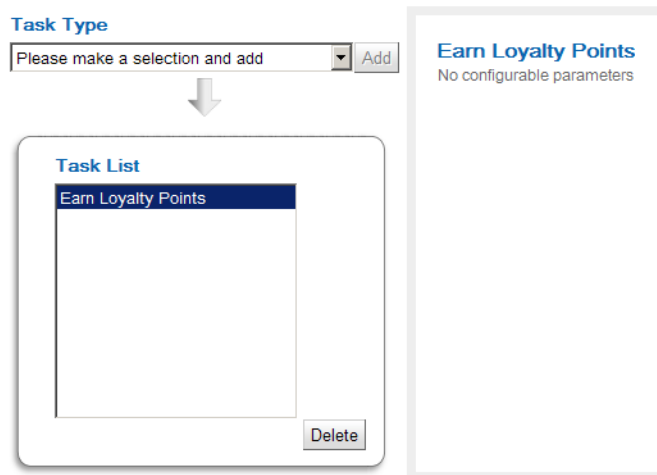 Task Type
Please make a selection and add
Add
Task List
Earn Loyalty Points
Delete
Earn Loyalty Points
No configurable parameters